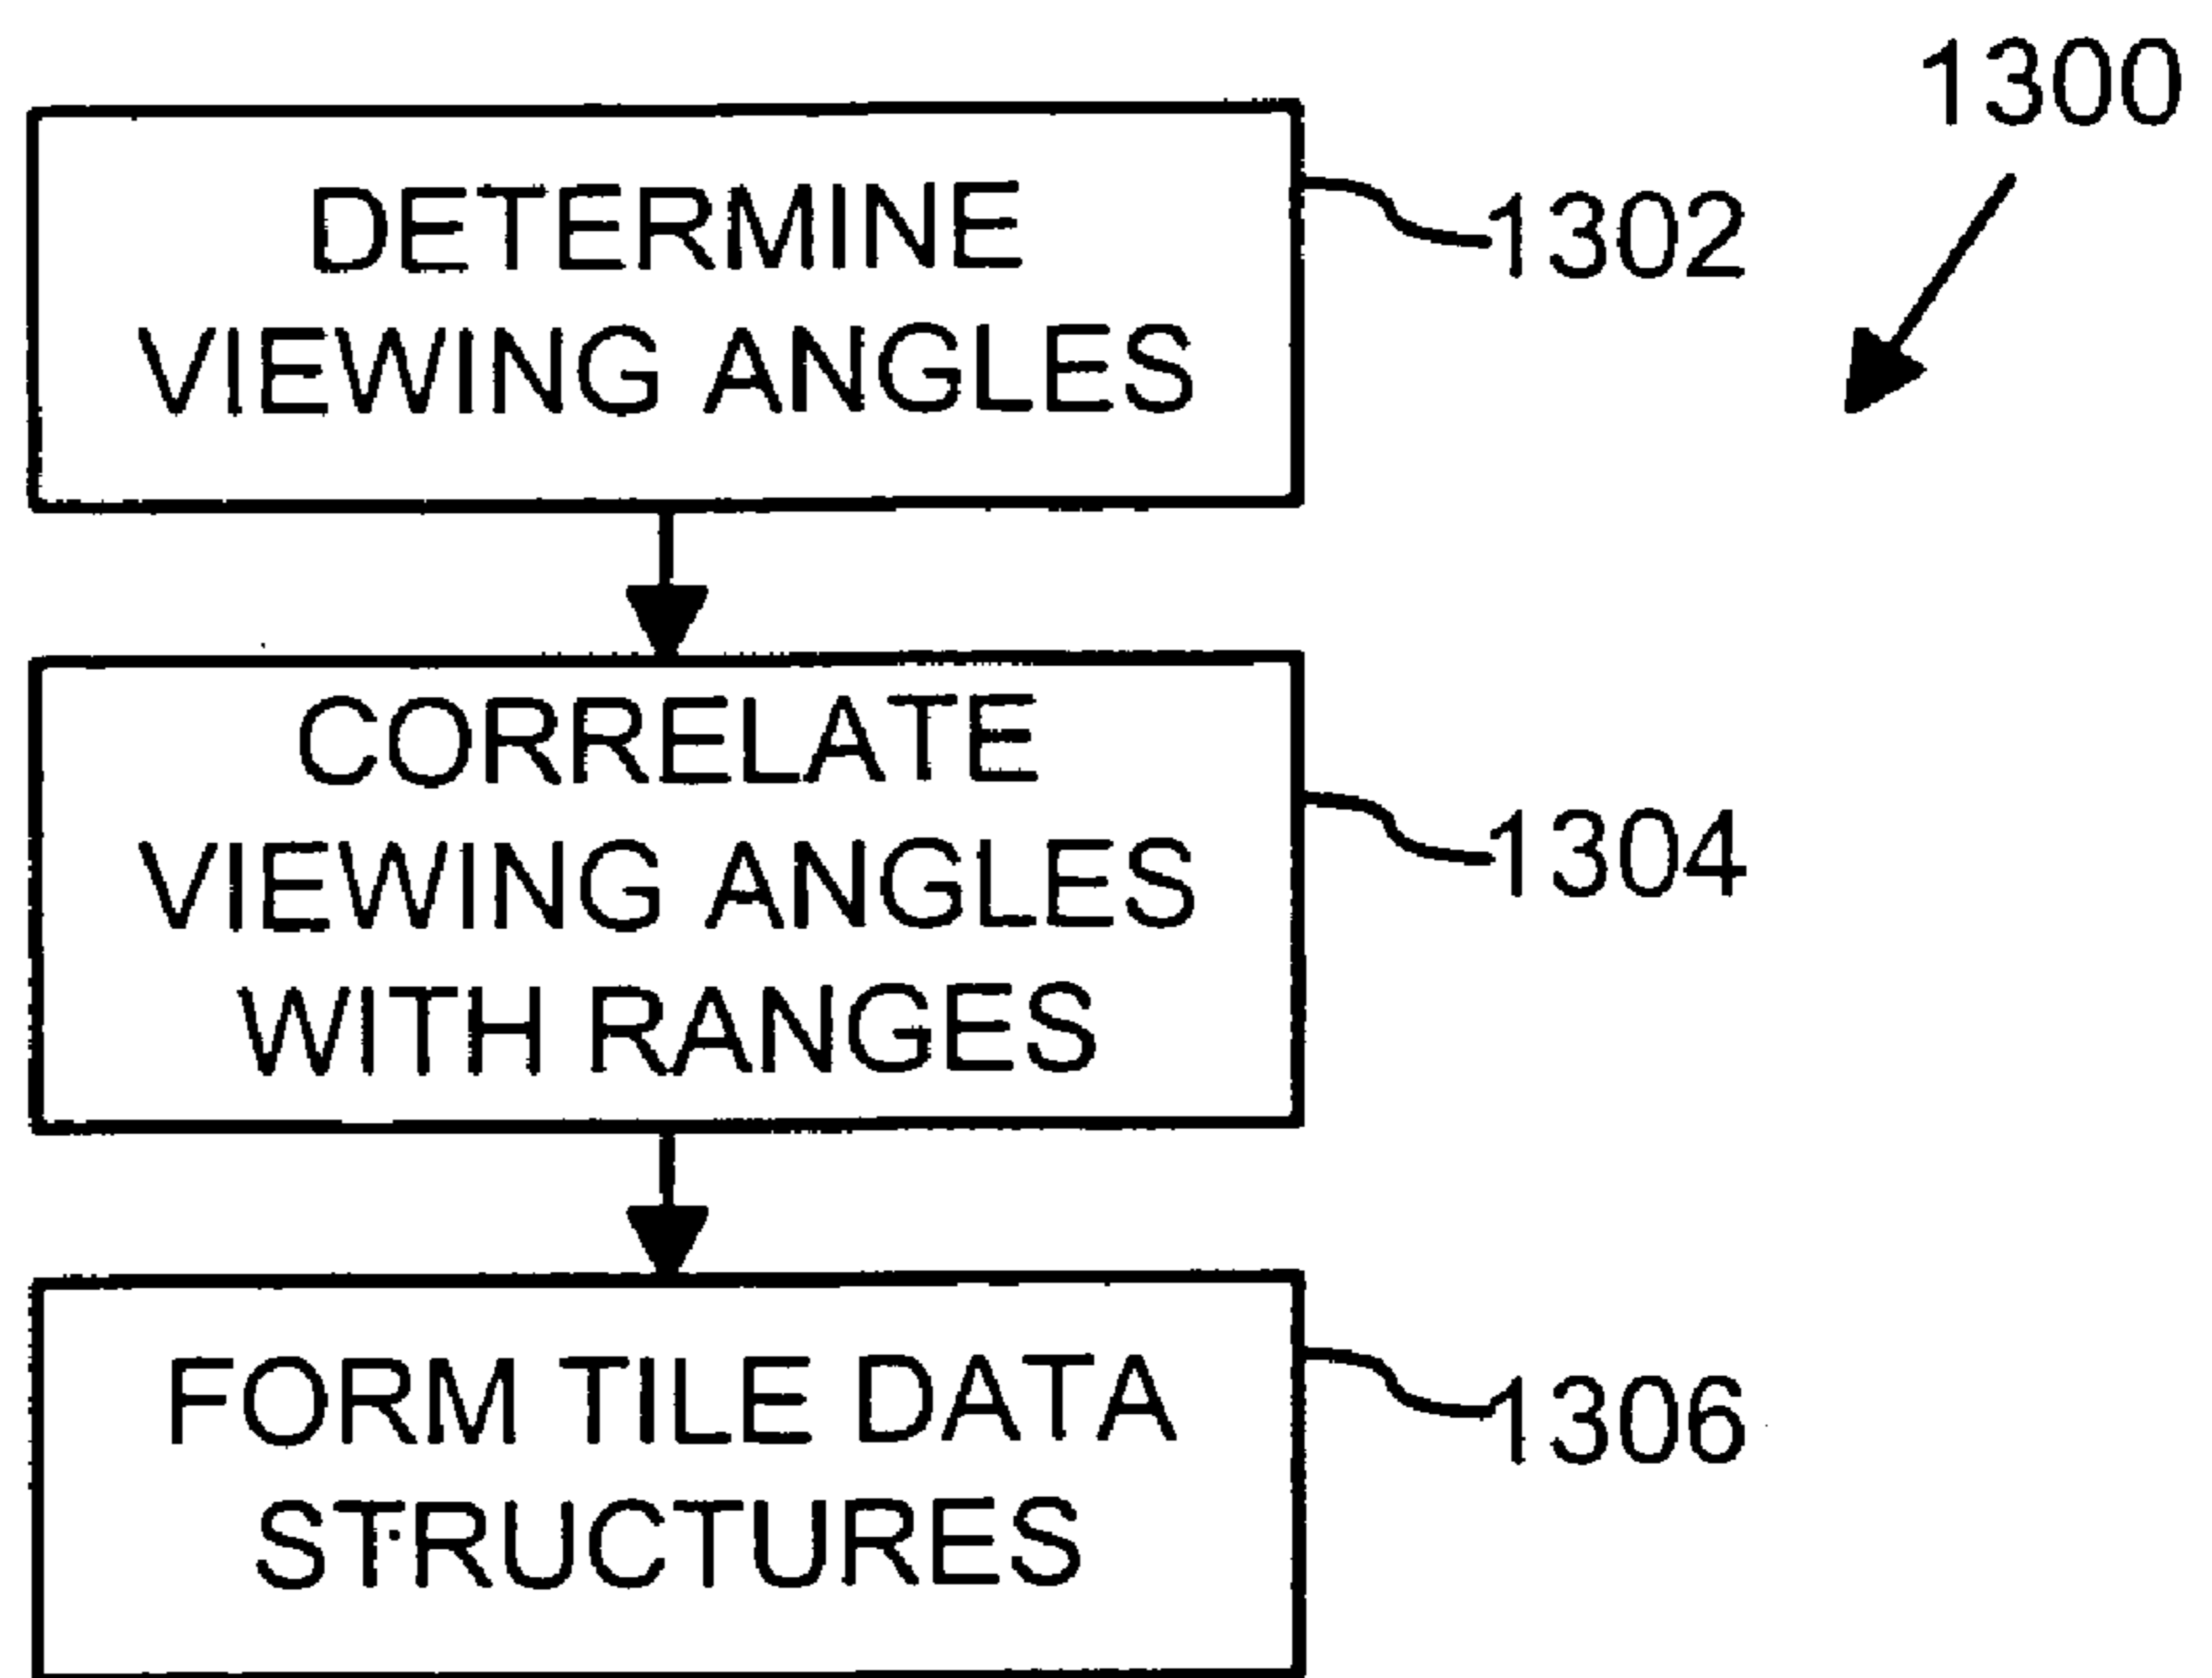 1300
DETERMINE
VIEWING ANGLES
1302
CORRELATE
VIEWING ANGLES
WITH RANGES
1304
FORM TILE DATA
STRUCTURES
1306